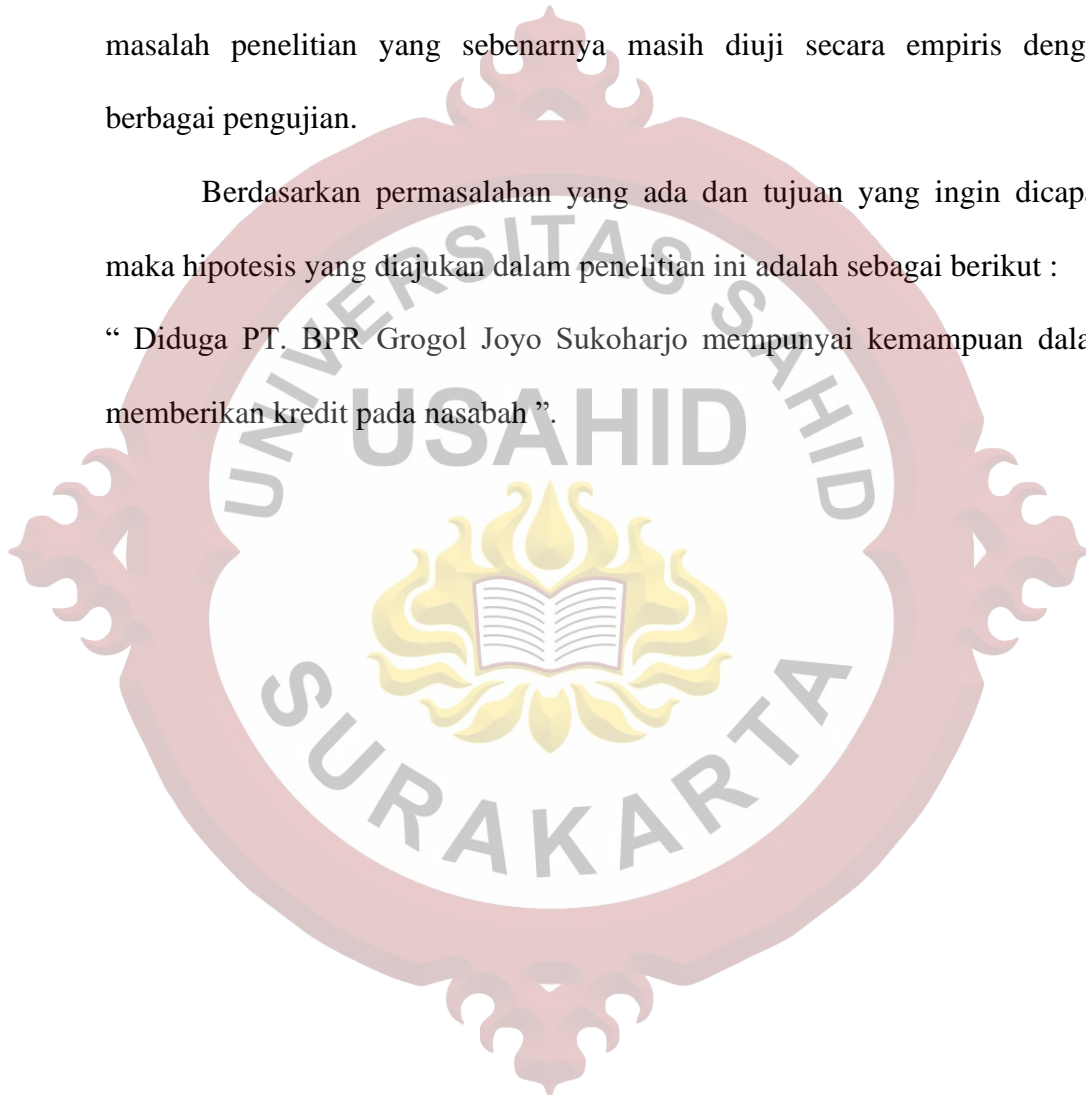 masalah penelitian yang sebenarnya masih diuji secara empiris deng
berbagai pengujian.
Berdasarkan permasalahan yang ada dan tujuan yang ingin dicapa
maka hipotesis yang diajukan dalam penelitian ini adalah sebagai berikut :
“ Diduga PT. BPR Grogol Joyo Sukoharjo mempunyai kemampuan dala
memberikan kredit pada nasabah ”.
UNIVERSITAS SAHID
USAHID
SURAKARTA